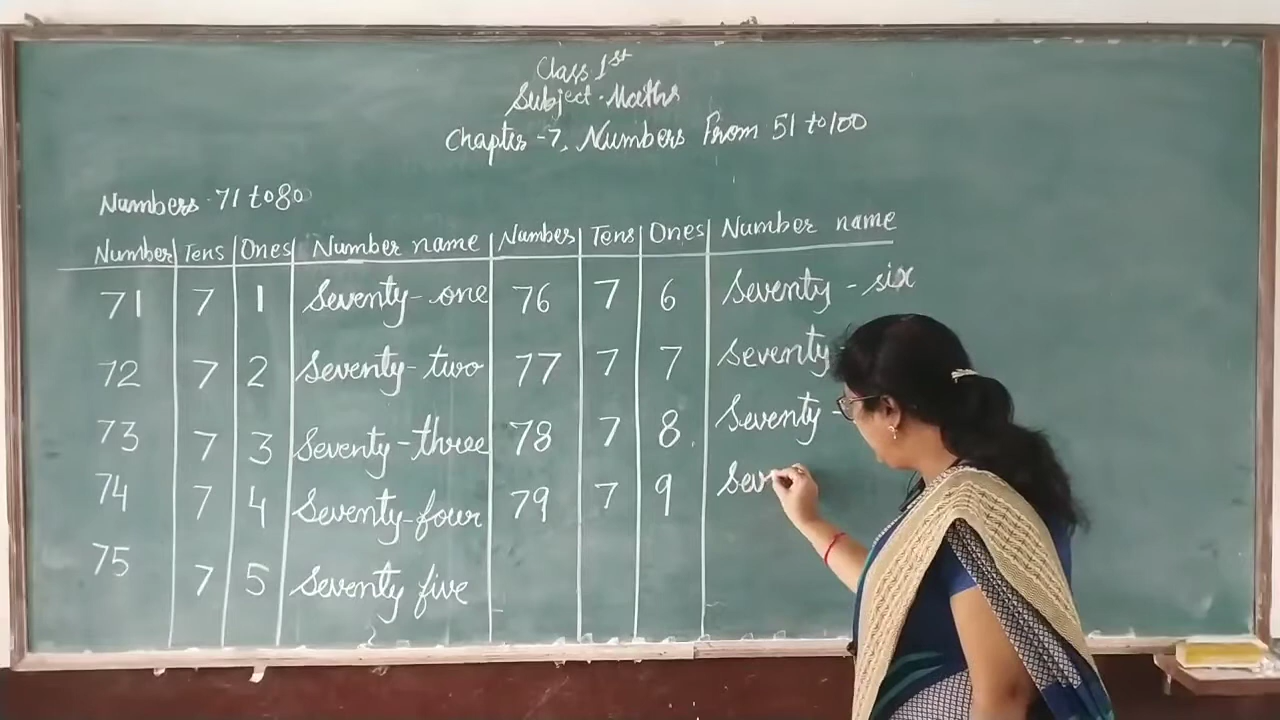 Class 1st
Subject - Maths
Chapter - 7. Numbers From 51 to 100
Numbers - 71 to 80
Number Tens Ones Number name Number Tens Ones Number name
71 7 1 Seventy - one 76 7 6 Seventy - six
72 7 2 Seventy - two 77 7 7 Seventy
73 7 3 Seventy - three 78 7 8 Seventy -
74 7 4 Seventy - four 79 7 9 Sev
75 7 5 Seventy five